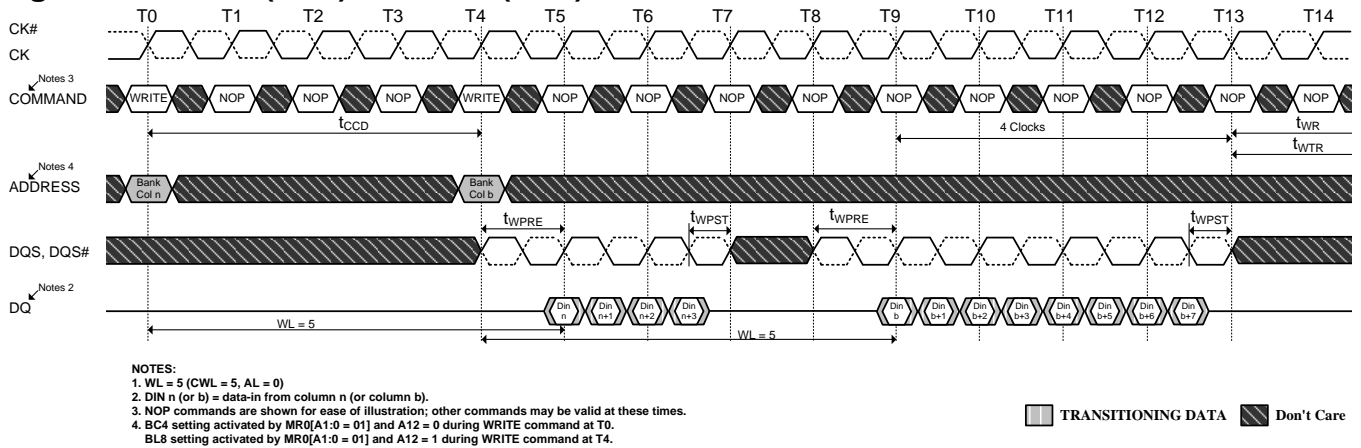 T0 T1 T2 T3 T4 T5 T6 T7 T8 T9 T10 T11 T12 T13 T14
CK#
CK
Notes 3
COMMAND
WRITE NOP NOP NOP WRITE NOP NOP NOP NOP NOP NOP NOP NOP NOP NOP
tCCD
4 Clocks
tWR
tWTR
Notes 4
ADDRESS
Bank
Col n
Bank
Col b
tWPRE tWPST tWPRE tWPST
DQS, DQS#
Notes 2
DQ
Din
n
Din
n+1
Din
n+2
Din
n+3
Din
b
Din
b+1
Din
b+2
Din
b+3
Din
b+4
Din
b+5
Din
b+6
Din
b+7
WL = 5
WL = 5
NOTES:
1. WL = 5 (CWL = 5, AL = 0)
2. DIN n (or b) = data-in from column n (or column b).
3. NOP commands are shown for ease of illustration; other commands may be valid at these times.
4. BC4 setting activated by MR0[A1:0 = 01] and A12 = 0 during WRITE command at T0.
BL8 setting activated by MR0[A1:0 = 01] and A12 = 1 during WRITE command at T4.
TRANSITIONING DATA
Don't Care